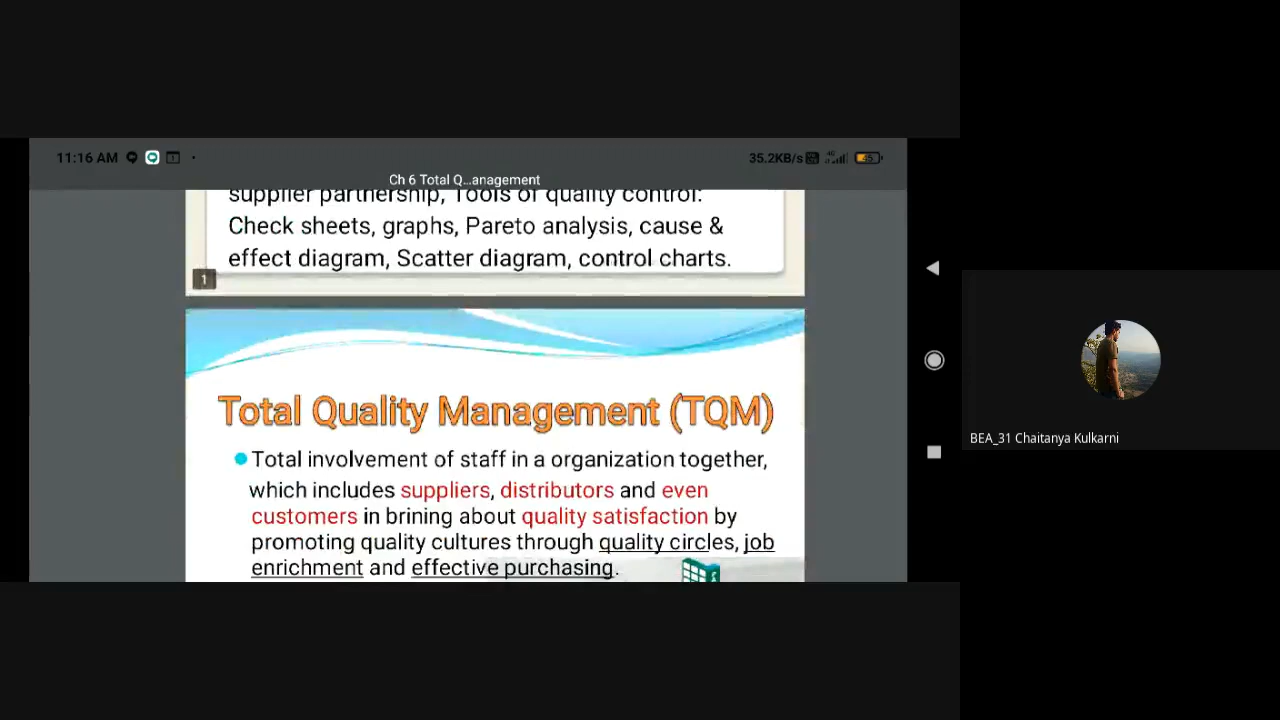 11:16 AM
35.2KB/s
4G
45
Ch 6 Total Q...anagement
supplier partnership, Tools of quality control:
Check sheets, graphs, Pareto analysis, cause &
effect diagram, Scatter diagram, control charts.
1
Total Quality Management (TQM)
Total involvement of staff in a organization together,
which includes suppliers, distributors and even
customers in brining about quality satisfaction by
promoting quality cultures through quality circles, job
enrichment and effective purchasing.
BEA_31 Chaitanya Kulkarni